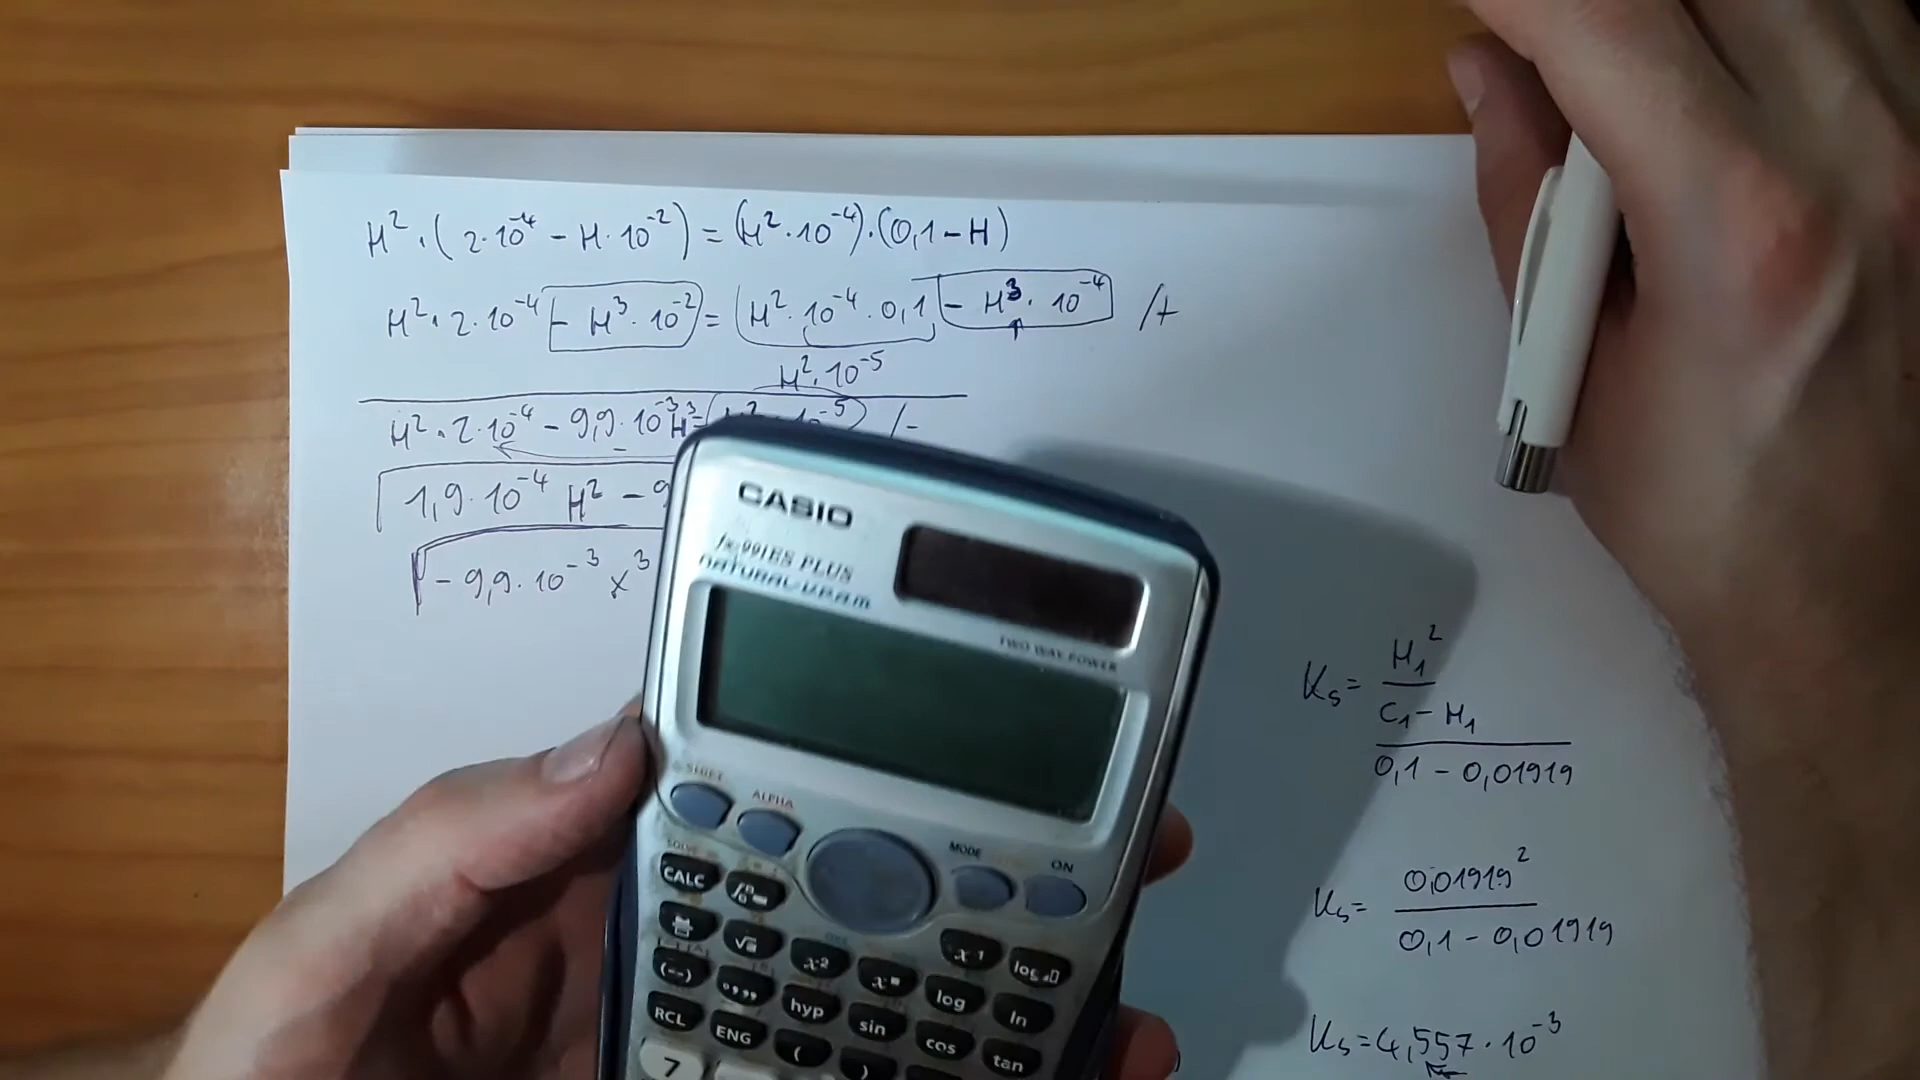 H²·(2·10⁻⁴ − H·10⁻²) = (H²·10⁻⁴)·(0,1 − H)
H²·2·10⁻⁴ − H³·10⁻² = H²·10⁻⁴·0,1 − H³·10⁻⁴ /+
H²·10⁻⁵
H²·2·10⁻⁴ − 9,9·10⁻³H³= /-
1,9·10⁻⁴ H² − 9
− 9,9·10⁻³ x³
CASIO
fx-991ES PLUS
NATURAL-V.P.A.M.
TWO WAY POWER
SHIFT ALPHA MODE ON
SOLVE
CALC
√ x² log
(−) hyp log ln
RCL ENG ( sin cos tan
7 )
Ks = H₁² / C₁ − H₁
0,1 − 0,01919
Ks = 0,01919² / 0,1 − 0,01919
Ks = 4,557·10⁻³